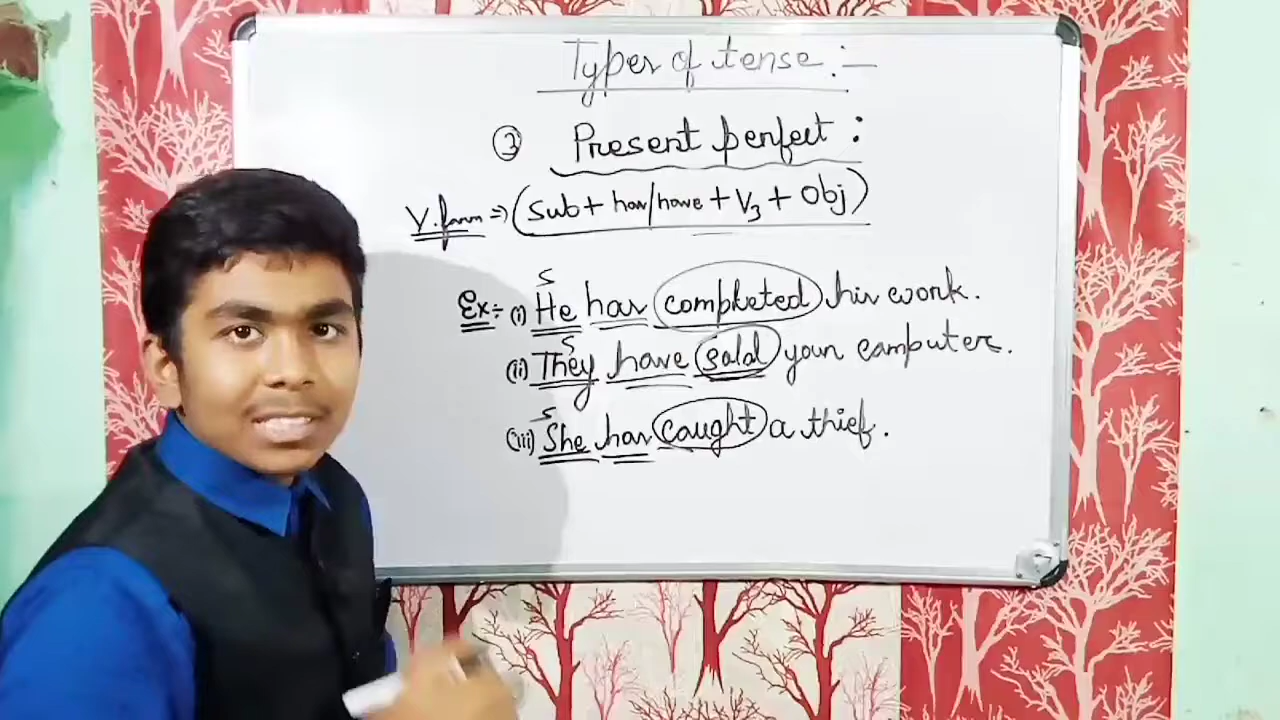 Types of tense :-
③ Present perfect :
V. form => (Sub + has/have + V3 + Obj)
Ex÷ (i) He has completed his work.
S
(ii) They have sold your computer.
S
(iii) She has caught a thief.
S